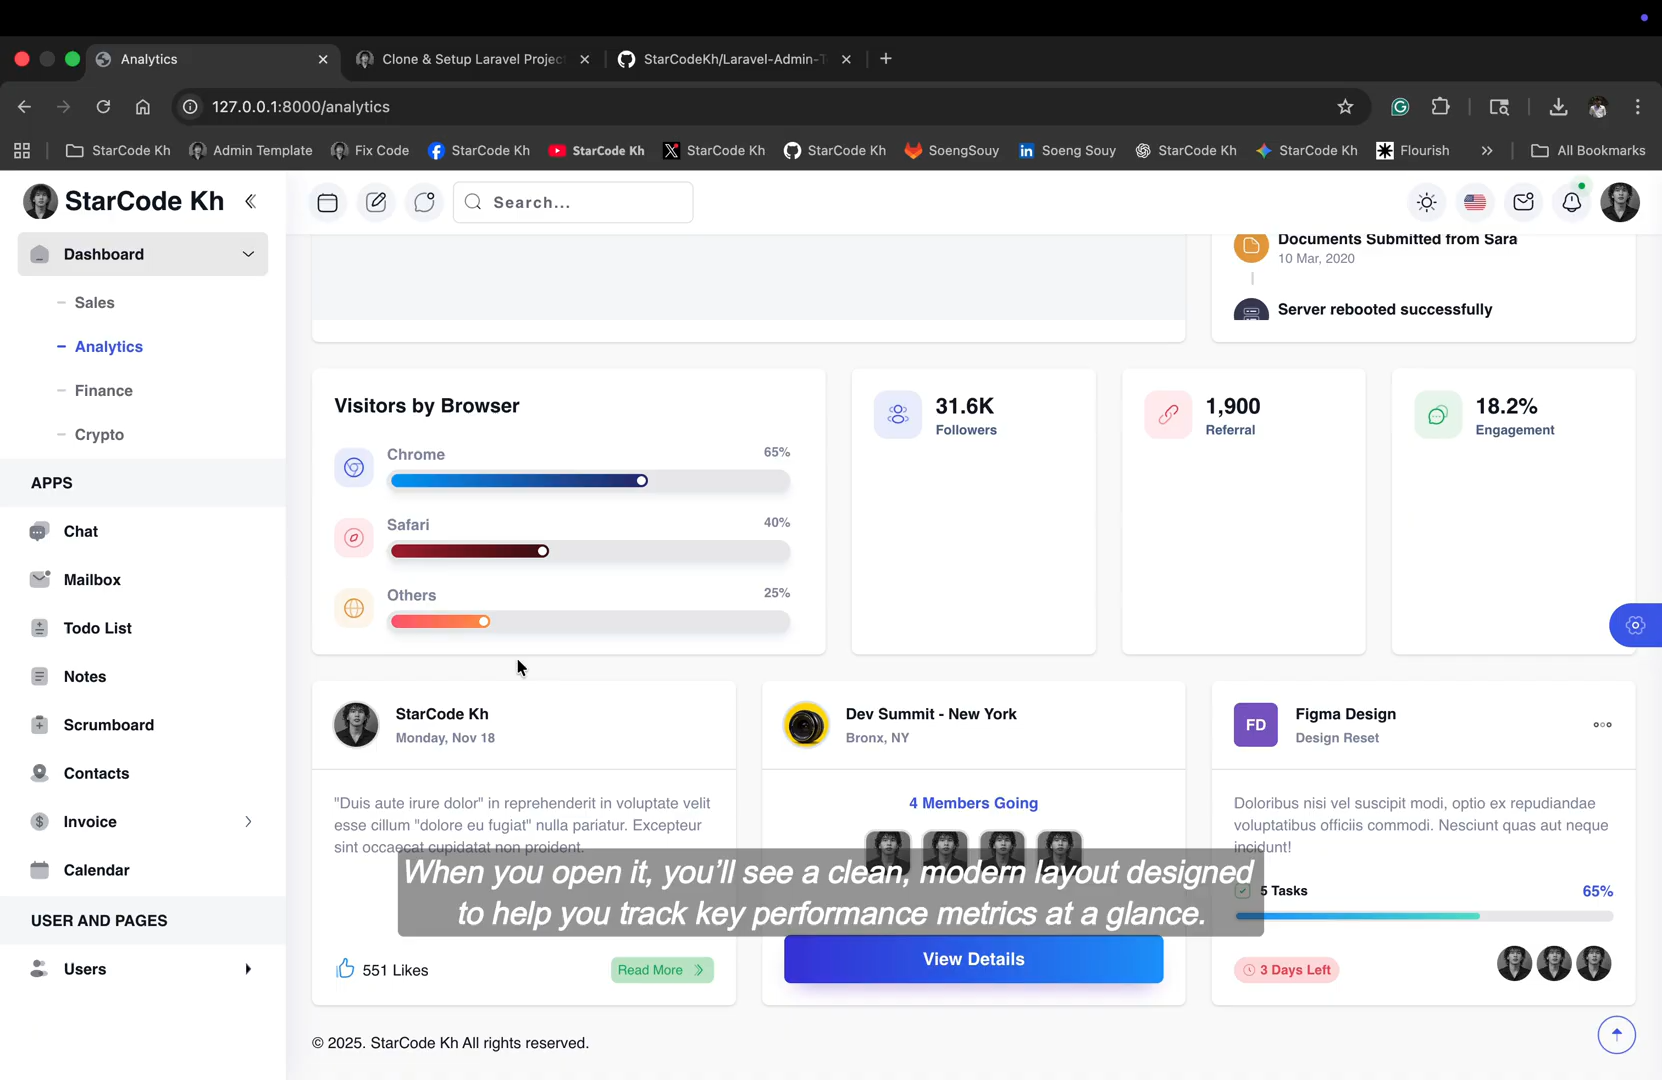 Analytics
Clone & Setup Laravel Projec
StarCodeKh/Laravel-Admin-T
127.0.0.1:8000/analytics
StarCode Kh
Admin Template
Fix Code
StarCode Kh
StarCode Kh
StarCode Kh
StarCode Kh
SoengSouy
Soeng Souy
StarCode Kh
StarCode Kh
Flourish
All Bookmarks
StarCode Kh
Search...
Dashboard
Sales
Analytics
Finance
Crypto
APPS
Chat
Mailbox
Todo List
Notes
Scrumboard
Contacts
Invoice
Calendar
USER AND PAGES
Users
Documents Submitted from Sara
10 Mar, 2020
Server rebooted successfully
Visitors by Browser
Chrome
65%
Safari
40%
Others
25%
31.6K
Followers
1,900
Referral
18.2%
Engagement
StarCode Kh
Monday, Nov 18
"Duis aute irure dolor" in reprehenderit in voluptate velit
esse cillum "dolore eu fugiat" nulla pariatur. Excepteur
sint occaecat cupidatat non proident.
551 Likes
Read More
Dev Summit - New York
Bronx, NY
4 Members Going
View Details
FD
Figma Design
Design Reset
Doloribus nisi vel suscipit modi, optio ex repudiandae
voluptatibus officiis commodi. Nesciunt quas aut neque
incidunt!
5 Tasks
65%
3 Days Left
When you open it, you'll see a clean, modern layout designed
to help you track key performance metrics at a glance.
© 2025. StarCode Kh All rights reserved.